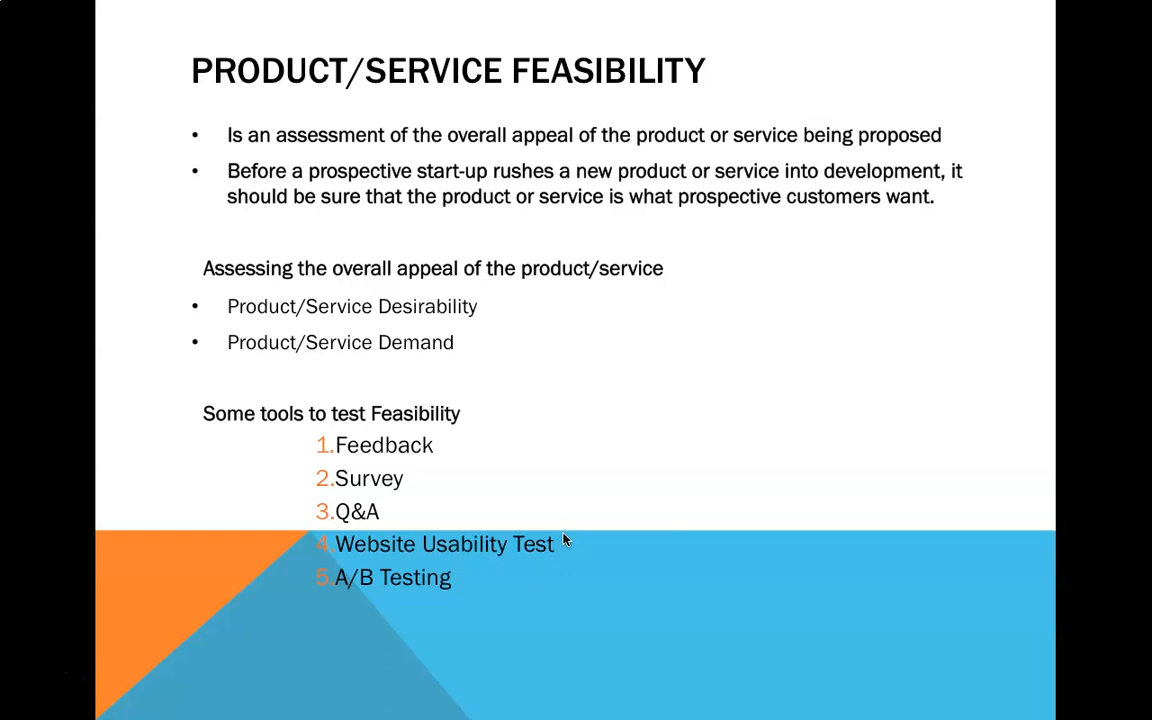 PRODUCT/SERVICE FEASIBILITY
• Is an assessment of the overall appeal of the product or service being proposed
• Before a prospective start-up rushes a new product or service into development, it
should be sure that the product or service is what prospective customers want.
Assessing the overall appeal of the product/service
• Product/Service Desirability
• Product/Service Demand
Some tools to test Feasibility
1.Feedback
2.Survey
3.Q&A
4.Website Usability Test
5.A/B Testing